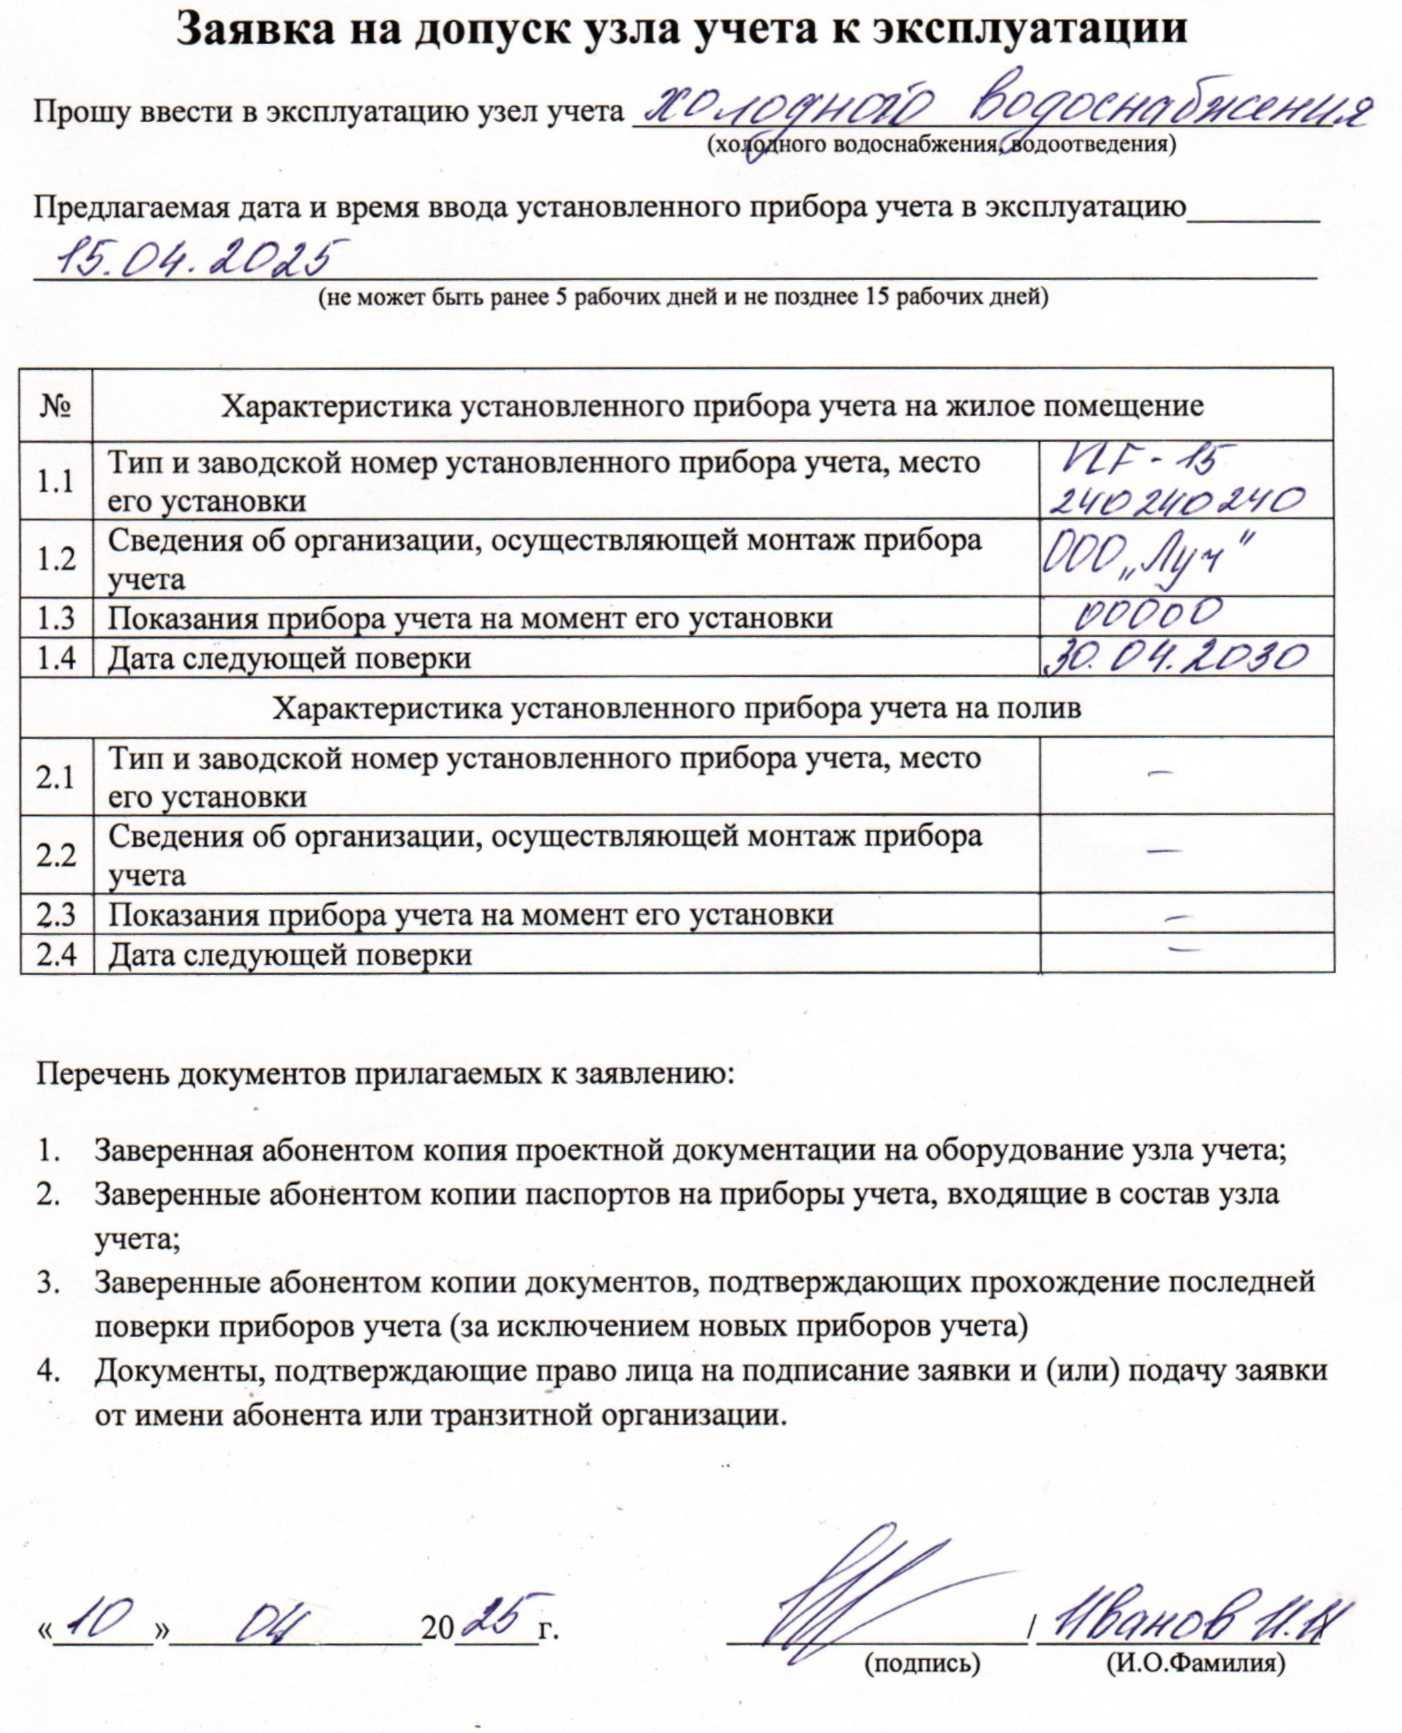 Заявка на допуск узла учета к эксплуатации
Прошу ввести в эксплуатацию узел учета холодного водоснабжения
(холодного водоснабжения, водоотведения)
Предлагаемая дата и время ввода установленного прибора учета в эксплуатацию
15.04.2025
(не может быть ранее 5 рабочих дней и не позднее 15 рабочих дней)
№ Характеристика установленного прибора учета на жилое помещение
1.1 Тип и заводской номер установленного прибора учета, место его установки -15 240240240
1.2 Сведения об организации, осуществляющей монтаж прибора учета ООО „Луч"
1.3 Показания прибора учета на момент его установки 00000
1.4 Дата следующей поверки 30.04.2030
Характеристика установленного прибора учета на полив
2.1 Тип и заводской номер установленного прибора учета, место его установки –
2.2 Сведения об организации, осуществляющей монтаж прибора учета –
2.3 Показания прибора учета на момент его установки –
2.4 Дата следующей поверки –
Перечень документов прилагаемых к заявлению:
1. Заверенная абонентом копия проектной документации на оборудование узла учета;
2. Заверенные абонентом копии паспортов на приборы учета, входящие в состав узла
учета;
3. Заверенные абонентом копии документов, подтверждающих прохождение последней
поверки приборов учета (за исключением новых приборов учета)
4. Документы, подтверждающие право лица на подписание заявки и (или) подачу заявки
от имени абонента или транзитной организации.
«10» 04 2025г. / Иванов И.И
(подпись) (И.О.Фамилия)